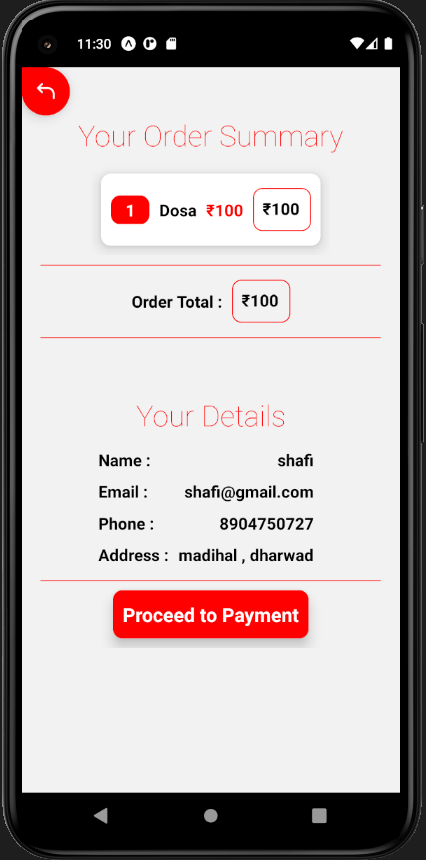 11:30
Your Order Summary
1 Dosa ₹100 ₹100
Order Total : ₹100
Your Details
Name : shafi
Email : shafi@gmail.com
Phone : 8904750727
Address : madihal , dharwad
Proceed to Payment